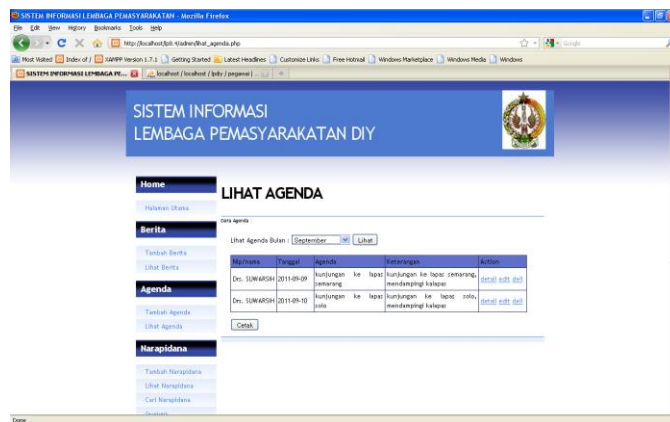 SISTEM INFORMASI LEMBAGA PEMASYARAKATAN - Mozilla Firefox
File Edit View History Bookmarks Tools Help
http://localhost/lp/admin/lihat_agenda.php
Google
Most Visited Index of / XAMPP Version 1.7.1 Getting Started Latest Headlines Customize Links Free Hotmail Windows Marketplace Windows Media Windows
SISTEM INFORMASI LEMBAGA PE...
SISTEM INFORMASI
LEMBAGA PEMASYARAKATAN DIY
Home
Halaman Utama
Berita
Tambah Berita
Lihat Berita
Agenda
Tambah Agenda
Lihat Agenda
Narapidana
Tambah Narapidana
Lihat Narapidana
Cari Narapidana
LIHAT AGENDA
Data Agenda
Lihat Agenda Bulan : September Lihat
Nip/nama Tanggal Agenda Keterangan Action
Drs. SUWARSIH 2011-09-09 kunjungan ke lapas semarang kunjungan ke lapas semarang, mendampingi kalapas detail edit dell
Drs. SUWARSIH 2011-09-10 kunjungan ke lapas solo kunjungan ke lapas solo, mendampingi kalapas detail edit dell
Cetak
Done